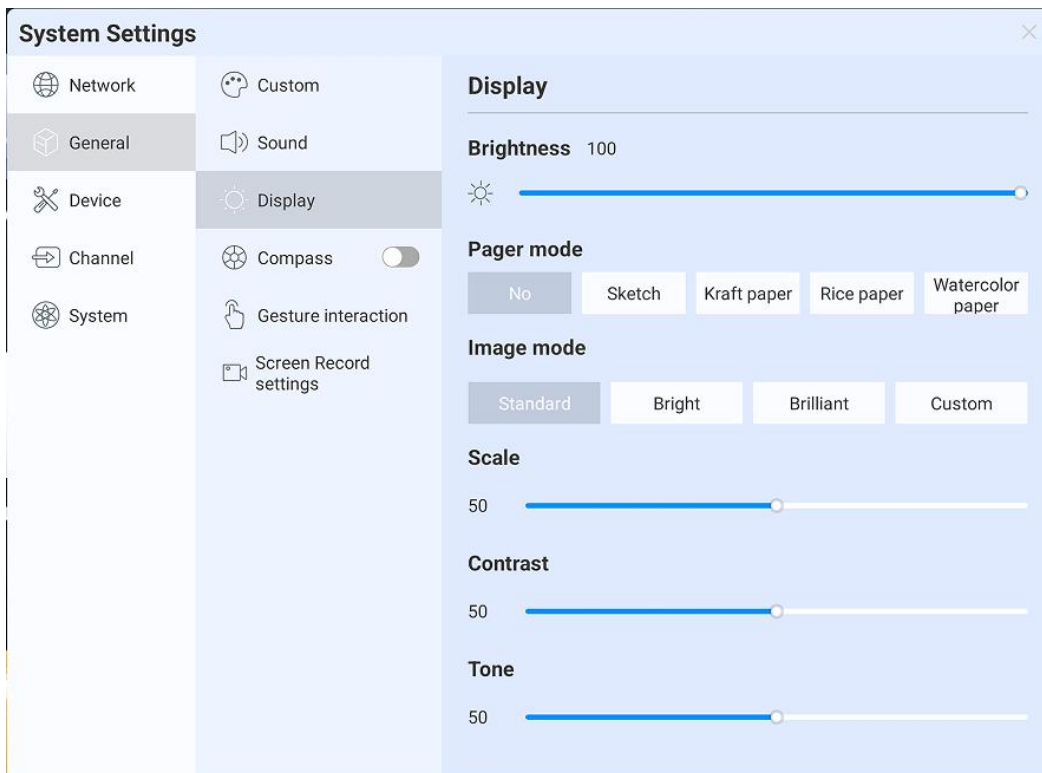 System Settings
Network
General
Device
Channel
System
Custom
Sound
Display
Compass
Gesture interaction
Screen Record
settings
Display
Brightness 100
Pager mode
No Sketch Kraft paper Rice paper Watercolor
paper
Image mode
Standard Bright Brilliant Custom
Scale
50
Contrast
50
Tone
50